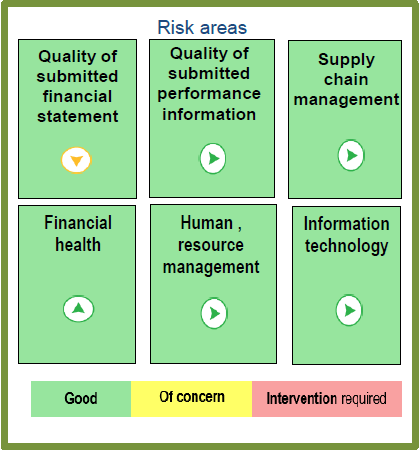 Risk areas
Quality of
submitted
financial
statement
Quality of
submitted
performance
information
Supply
chain
management
Financial
health
Human ,
resource
management
Information
technology
Good
Of concern
Intervention required